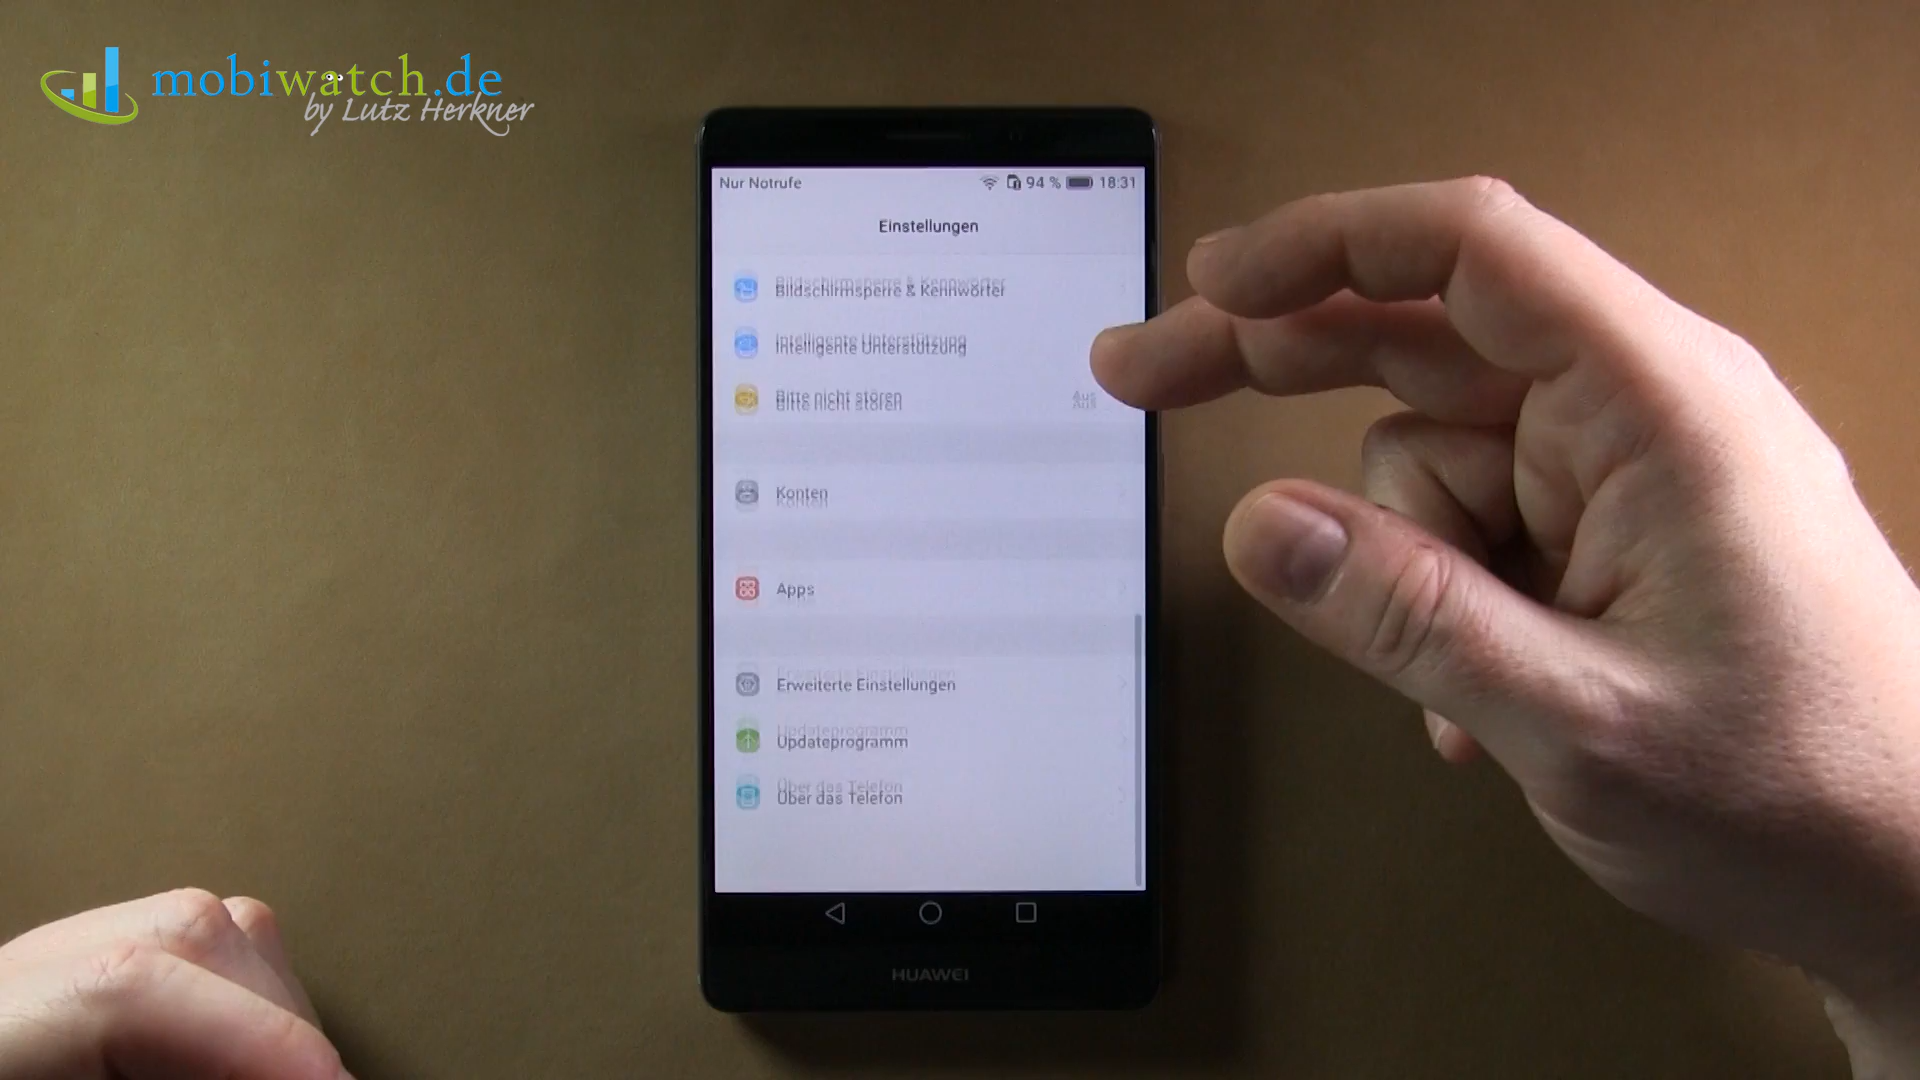 mobiwatch.de
by Lutz Herkner
Nur Notrufe
94 %
18:31
Einstellungen
Bildschirmsperre & Kennwörter
Intelligente Unterstützung
Bitte nicht stören
Aus
Konten
Apps
Erweiterte Einstellungen
Updateprogramm
Über das Telefon
HUAWEI